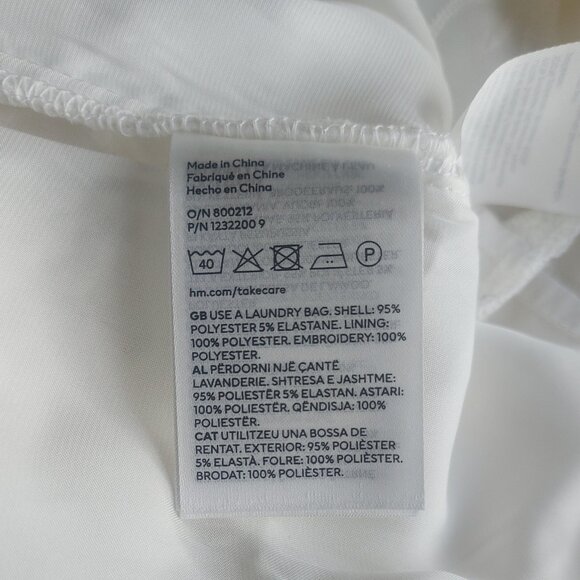 Made in China
Fabriqué en Chine
Hecho en China
O/N 800212
P/N 1232200 9
40 P
hm.com/takecare
GB USE A LAUNDRY BAG. SHELL: 95%
POLYESTER 5% ELASTANE. LINING:
100% POLYESTER. EMBROIDERY: 100%
POLYESTER.
AL PËRDORNI NJË ÇANTË
LAVANDERIE. SHTRESA E JASHTME:
95% POLIESTËR 5% ELASTAN. ASTARI:
100% POLIESTËR. QËNDISJA: 100%
POLIESTËR.
CAT UTILITZEU UNA BOSSA DE
RENTAT. EXTERIOR: 95% POLIÈSTER
5% ELASTÀ. FOLRE: 100% POLIÈSTER.
BRODAT: 100% POLIÈSTER.